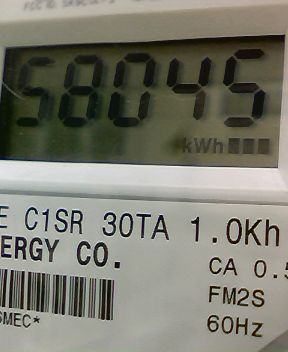 58045
kWh
E C1SR 30TA 1.0Kh
ERGY CO.
CA 0.5
FM2S
SMEC*
60Hz